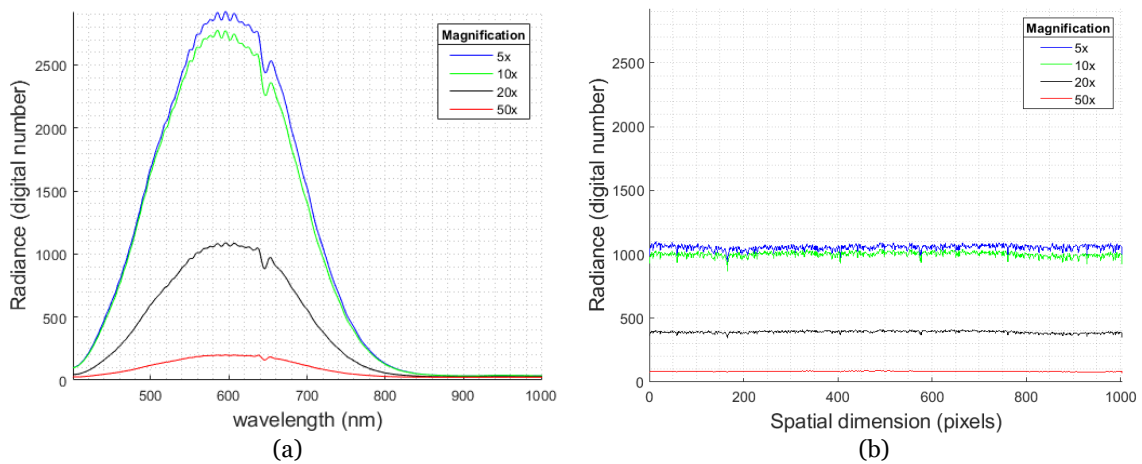 Radiance (digital number)
2500
2000
1500
1000
500
0
500
600
700
800
900
1000
wavelength (nm)
Magnification
5x
10x
20x
50x
(a)
Radiance (digital number)
2500
2000
1500
1000
500
0
0
200
400
600
800
1000
Spatial dimension (pixels)
Magnification
5x
10x
20x
50x
(b)